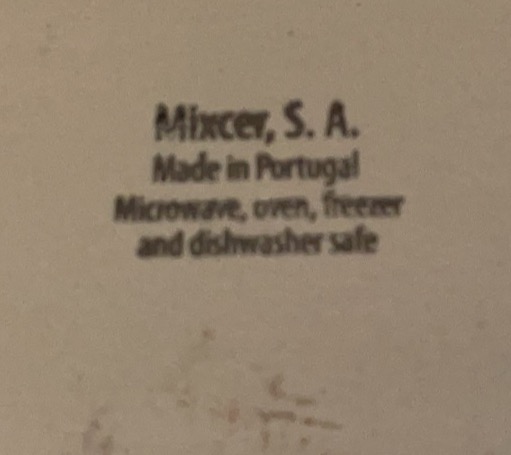 Mixcer, S. A.
Made in Portugal
Microwave, oven, freezer
and dishwasher safe